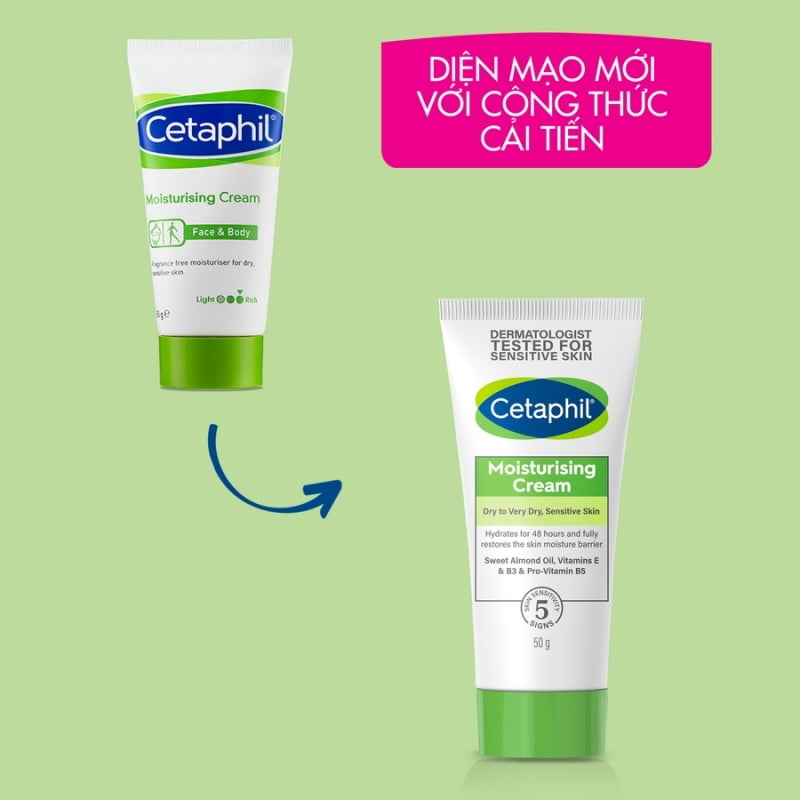 DIỆN MẠO MỚI
VỚI CÔNG THỨC
CẢI TIẾN
Cetaphil®
Moisturising Cream
Face & Body
Fragrance free moisturiser for dry,
sensitive skin
Light Rich
50 g e
DERMATOLOGIST
TESTED FOR
SENSITIVE SKIN
Cetaphil®
Moisturising
Cream
Dry to Very Dry, Sensitive Skin
Hydrates for 48 hours and fully
restores the skin moisture barrier
Sweet Almond Oil, Vitamins E
& B3 & Pro-Vitamin B5
SKIN SENSITIVITY
5
SIGNS
50 g